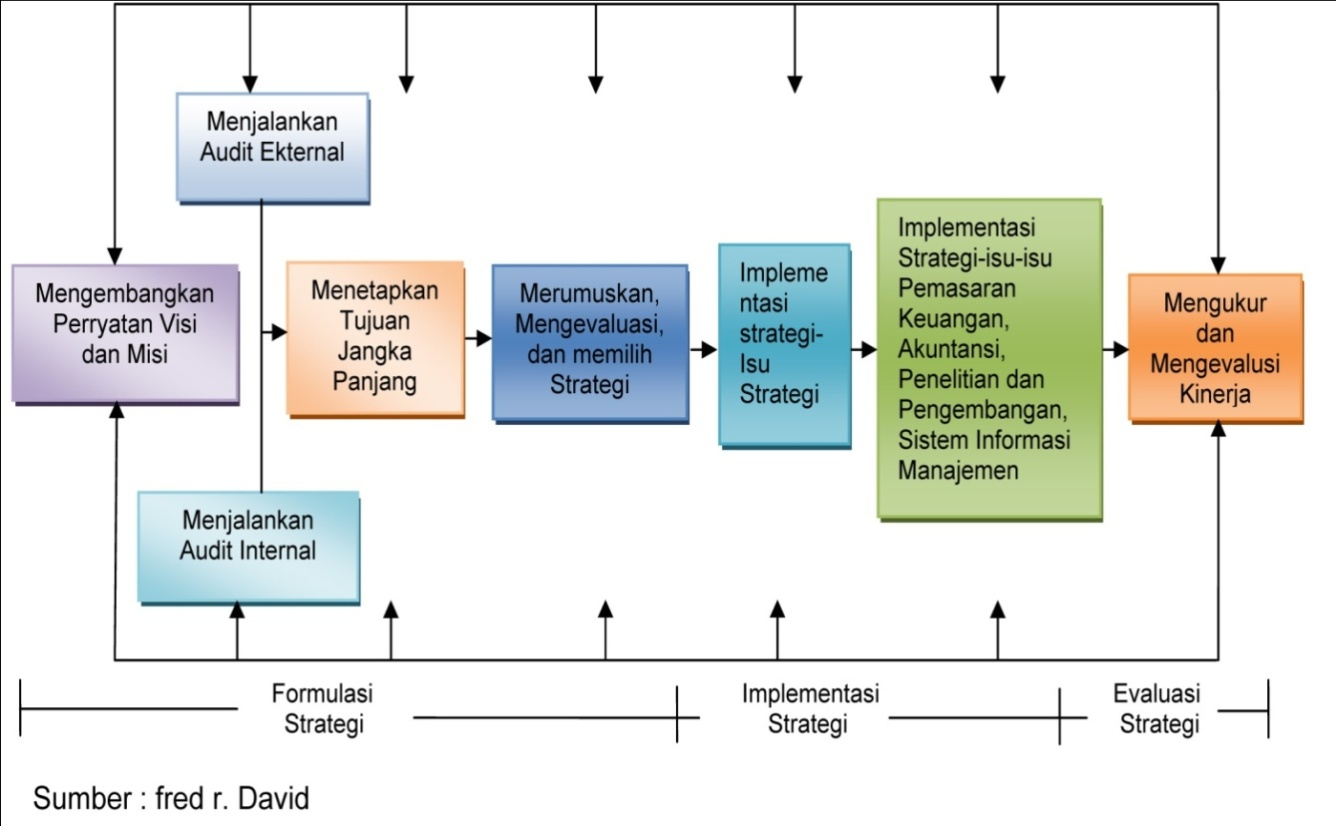 Menjalankan
Audit Ekternal
Mengembangkan
Perryatan Visi
dan Misi
Menetapkan
Tujuan
Jangka
Panjang
Merumuskan,
Mengevaluasi,
dan memilih
Strategi
Impleme
ntasi
strategi-
Isu
Strategi
Implementasi
Strategi-isu-isu
Pemasaran
Keuangan,
Akuntansi,
Penelitian dan
Pengembangan,
Sistem Informasi
Manajemen
Mengukur
dan
Mengevalusi
Kinerja
Menjalankan
Audit Internal
Formulasi
Strategi
Implementasi
Strategi
Evaluasi
Strategi
Sumber : fred r. David